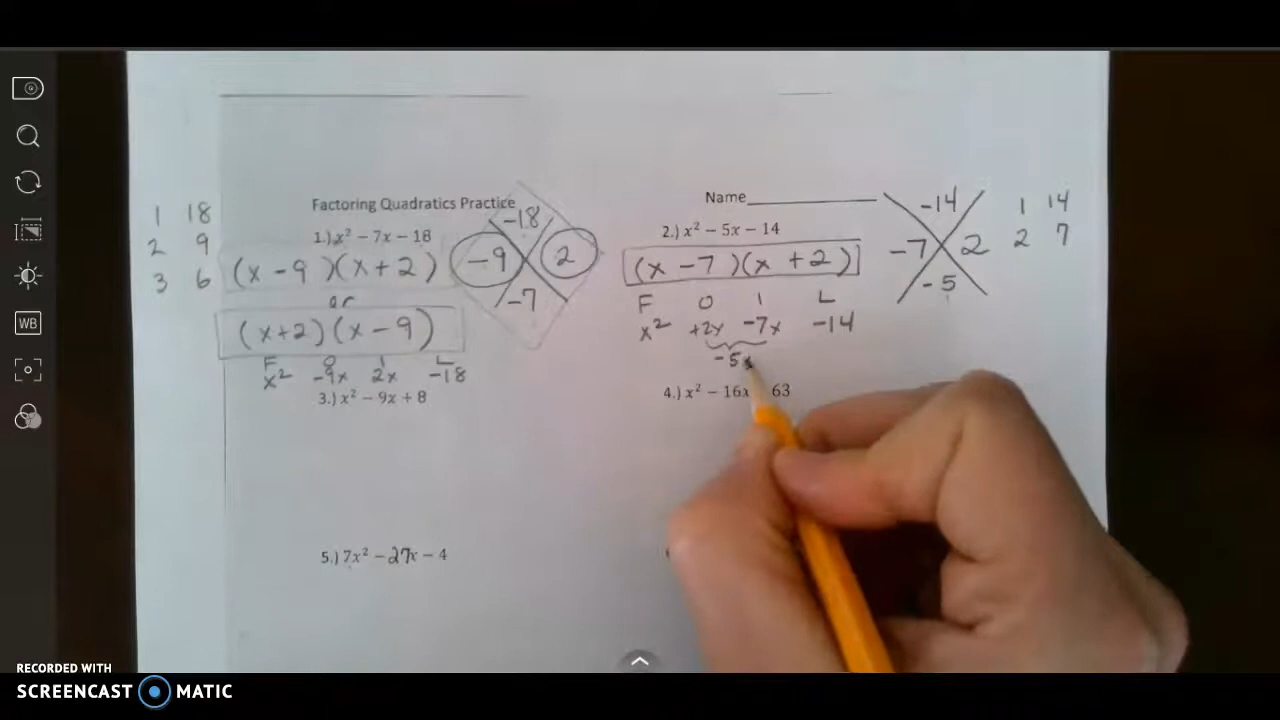 Factoring Quadratics Practice
Name
1 18
2 9
3 6
1.) x² − 7x − 18
(x − 9)(x + 2)
or
(x+2)(x − 9)
F O I L
x² −9x 2x −18
−18
−9 2
−7
2.) x² − 5x − 14
(x − 7)(x + 2)
F O I L
x² +2x −7x −14
−5x
−14
−7 2
−5
1 14
2 7
3.) x² − 9x + 8
4.) x² − 16x 63
5.) 7x² − 27x − 4
WB
RECORDED WITH
SCREENCAST MATIC